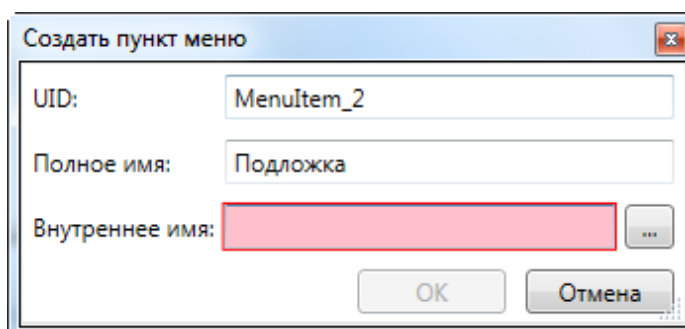 Создать пункт меню
UID: MenuItem_2
Полное имя: Подложка
Внутреннее имя: ...
OK Отмена